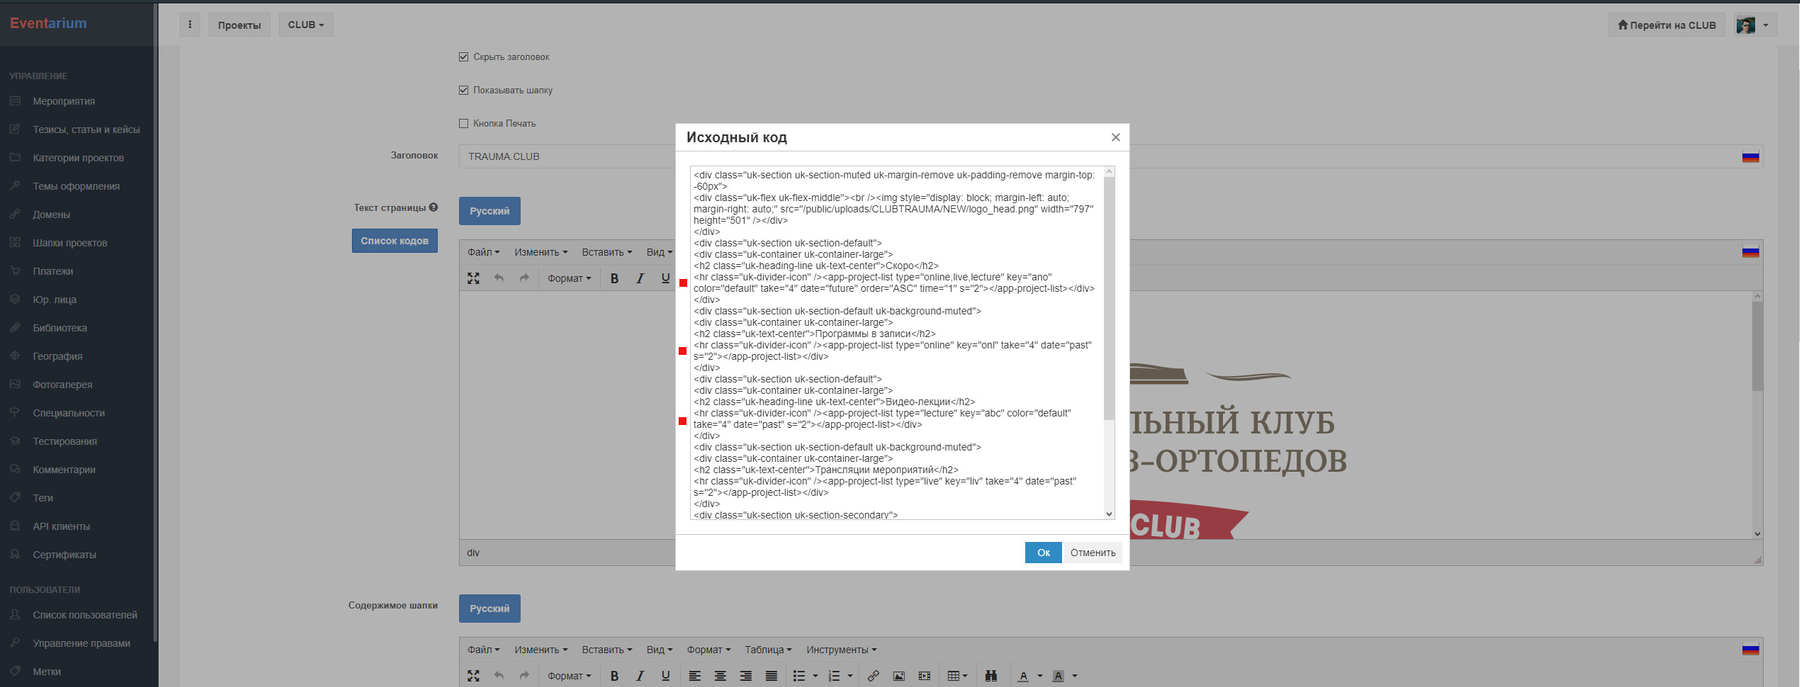 Eventarium
Проекты
CLUB
Перейти на CLUB
УПРАВЛЕНИЕ
Мероприятия
Тезисы, статьи и кейсы
Категории проектов
Темы оформления
Домены
Шапки проектов
Платежи
Юр. лица
Библиотека
География
Фотогалерея
Специальности
Тестирования
Комментарии
Теги
API клиенты
Сертификаты
ПОЛЬЗОВАТЕЛИ
Список пользователей
Управление правами
Метки
Скрыть заголовок
Показывать шапку
Кнопка Печать
Заголовок
TRAUMA.CLUB
Текст страницы
Русский
Список кодов
Файл Изменить Вставить Вид
Формат B I U
Исходный код
<div class="uk-section uk-section-muted uk-margin-remove uk-padding-remove margin-top:
-60px">
<div class="uk-flex uk-flex-middle"><br /><img style="display: block; margin-left: auto;
margin-right: auto;" src="/public/uploads/CLUBTRAUMA/NEW/logo_head.png" width="797"
height="501" /></div>
</div>
<div class="uk-section uk-section-default">
<div class="uk-container uk-container-large">
<h2 class="uk-heading-line uk-text-center">Скоро</h2>
<hr class="uk-divider-icon" /><app-project-list type="online,live,lecture" key="ano"
color="default" take="4" date="future" order="ASC" time="1" s="2"></app-project-list></div>
</div>
<div class="uk-section uk-section-default uk-background-muted">
<div class="uk-container uk-container-large">
<h2 class="uk-text-center">Программы в записи</h2>
<hr class="uk-divider-icon" /><app-project-list type="online" key="onl" take="4" date="past"
s="2"></app-project-list></div>
</div>
<div class="uk-section uk-section-default">
<div class="uk-container uk-container-large">
<h2 class="uk-heading-line uk-text-center">Видео-лекции</h2>
<hr class="uk-divider-icon" /><app-project-list type="lecture" key="abc" color="default"
take="4" date="past" s="2"></app-project-list></div>
</div>
<div class="uk-section uk-section-default uk-background-muted">
<div class="uk-container uk-container-large">
<h2 class="uk-text-center">Трансляции мероприятий</h2>
<hr class="uk-divider-icon" /><app-project-list type="live" key="liv" take="4" date="past"
s="2"></app-project-list></div>
</div>
<div class="uk-section uk-section-secondary">
Ок Отменить
ЛЬНЫЙ КЛУБ
В-ОРТОПЕДОВ
CLUB
div
Содержимое шапки
Русский
Файл Изменить Вставить Вид Формат Таблица Инструменты
Формат B I U A A